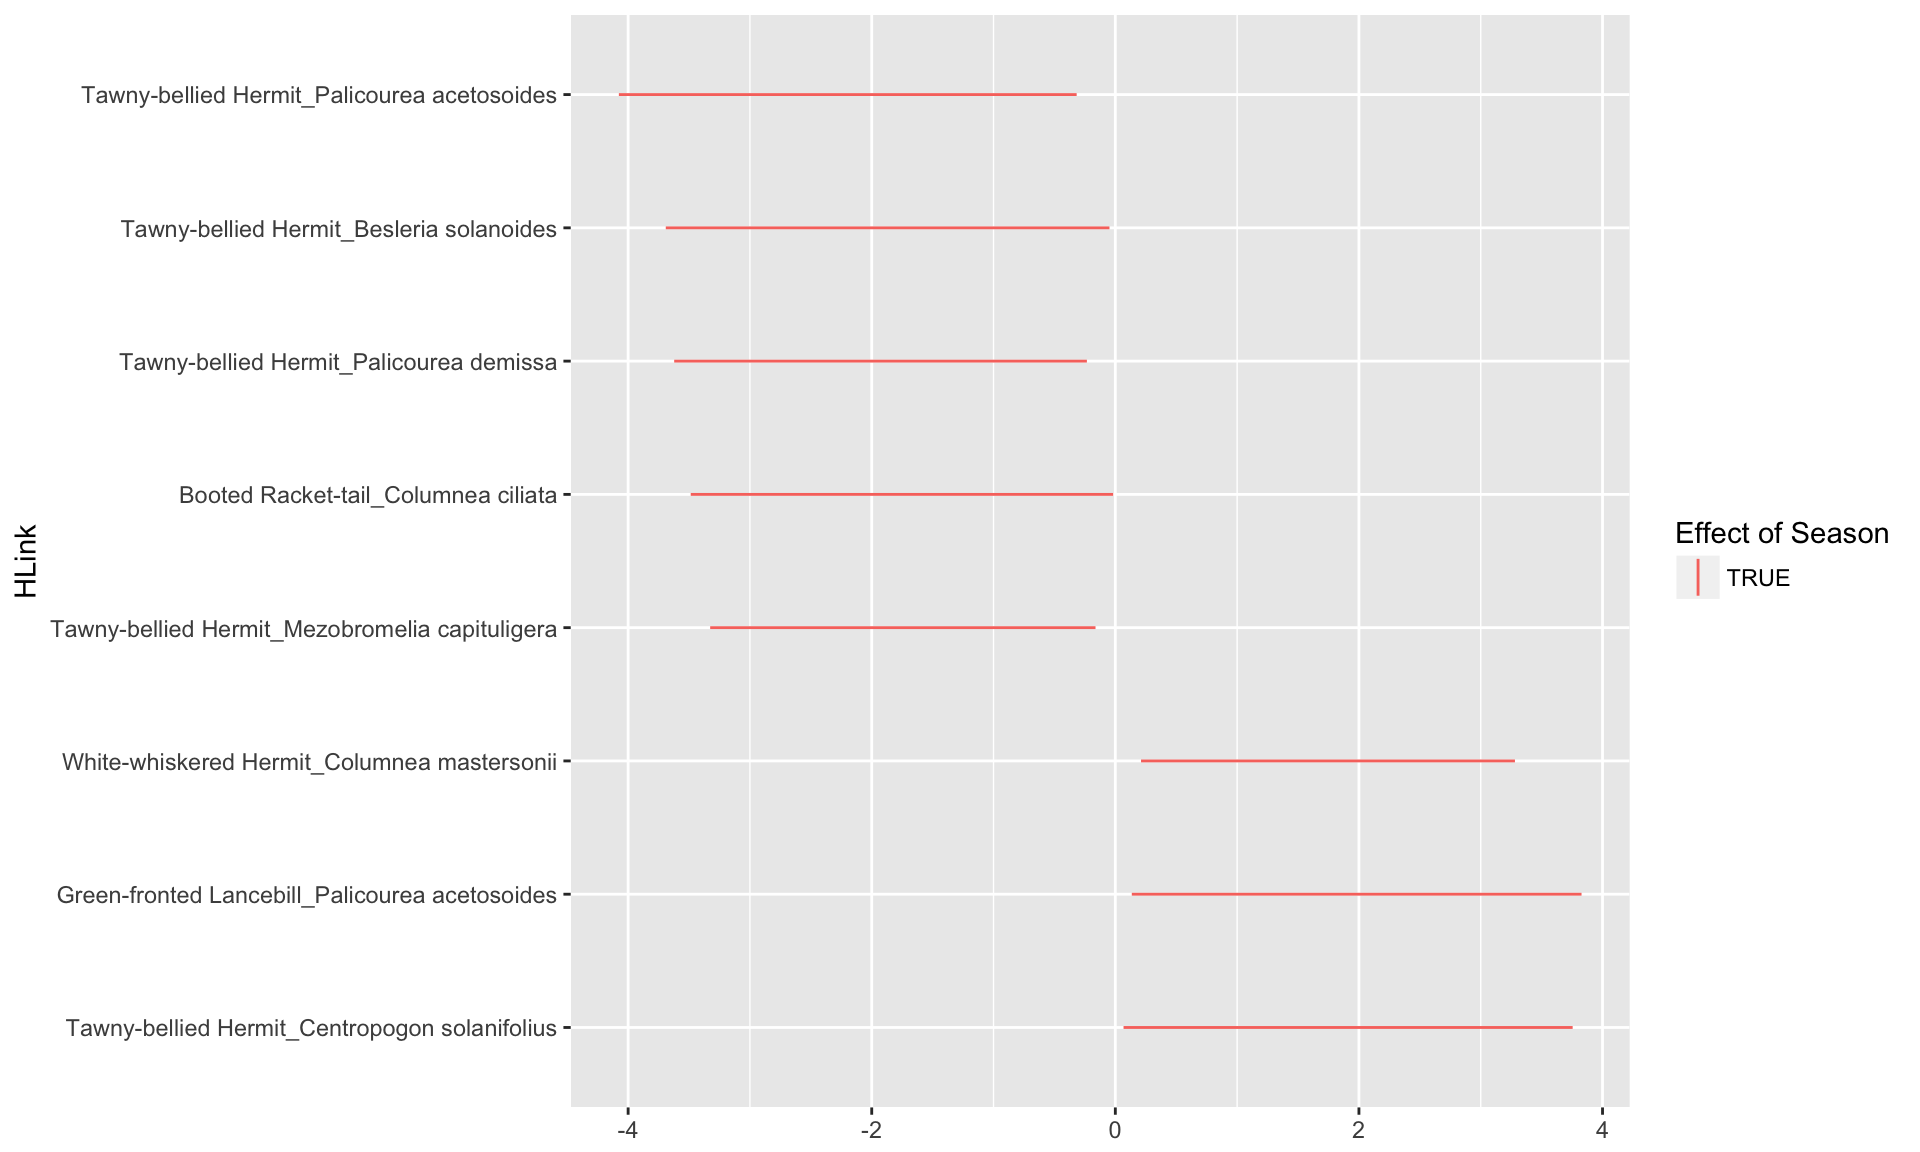 Tawny-bellied Hermit_Palicourea acetosoides
Tawny-bellied Hermit_Besleria solanoides
Tawny-bellied Hermit_Palicourea demissa
Booted Racket-tail_Columnea ciliata
Tawny-bellied Hermit_Mezobromelia capituligera
White-whiskered Hermit_Columnea mastersonii
Green-fronted Lancebill_Palicourea acetosoides
Tawny-bellied Hermit_Centropogon solanifolius
HLink
-4 -2 0 2 4
Effect of Season
TRUE